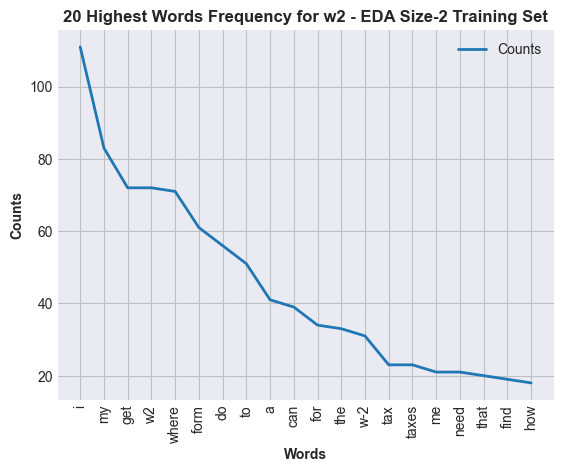 20 Highest Words Frequency for w2 - EDA Size-2 Training Set
Counts
100
80
60
40
20
Counts
i
my
get
w2
where
form
do
to
a
can
for
the
w-2
tax
taxes
me
need
that
find
how
Words